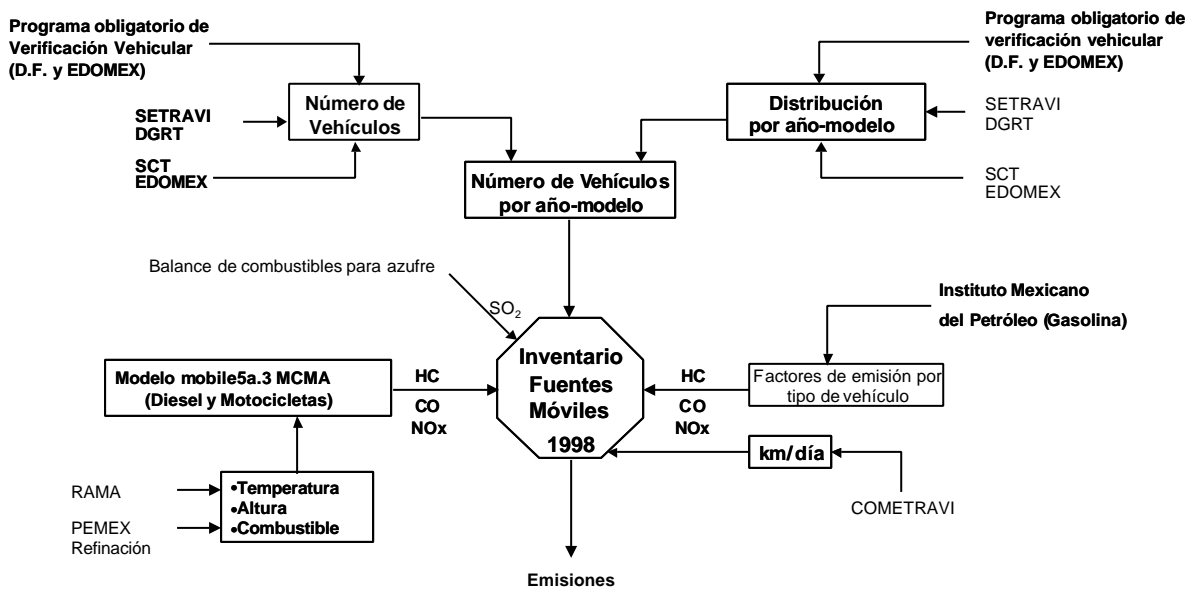 Programa obligatorio de
Verificación Vehicular
(D.F. y EDOMEX)
Programa obligatorio de
verificación vehicular
(D.F. y EDOMEX)
Número de
Vehículos
SETRAVI
DGRT
SCT
EDOMEX
Distribución
por año-modelo
SETRAVI
DGRT
SCT
EDOMEX
Número de Vehículos
por año-modelo
Balance de combustibles para azufre
SO₂
Instituto Mexicano
del Petróleo (Gasolina)
Modelo mobile5a.3 MCMA
(Diesel y Motocicletas)
HC
CO
NOx
Inventario
Fuentes
Móviles
1998
HC
CO
NOx
Factores de emisión por
tipo de vehículo
km/día
COMETRAVI
RAMA
PEMEX
Refinación
•Temperatura
•Altura
•Combustible
Emisiones